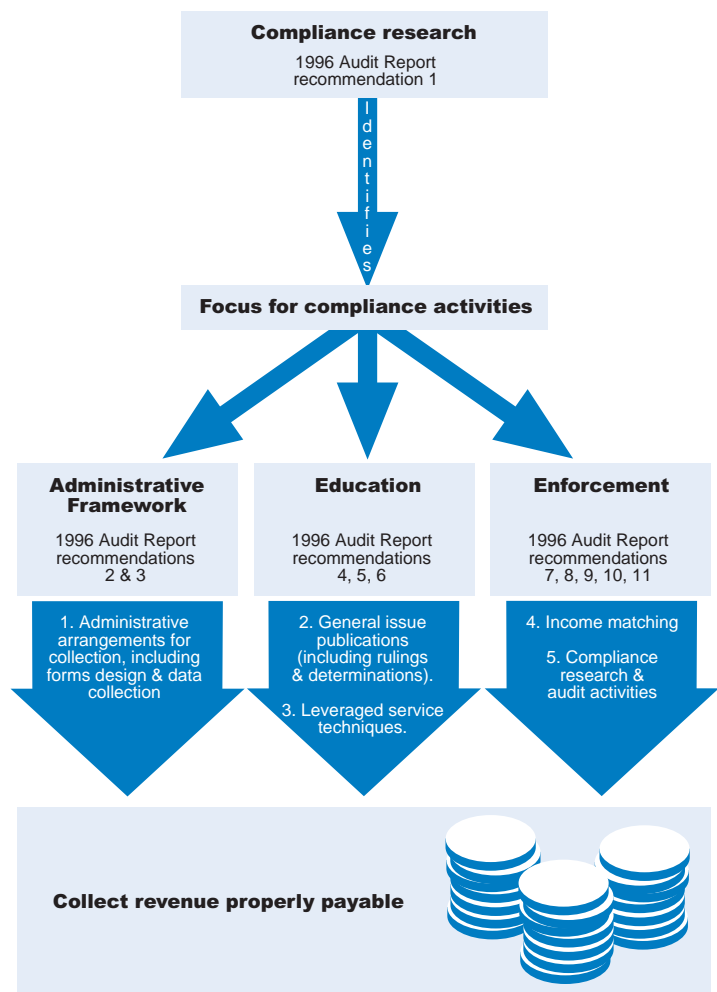 Compliance research
1996 Audit Report
recommendation 1
Identifies
Focus for compliance activities
Administrative
Framework
1996 Audit Report
recommendations
2 & 3
Education
1996 Audit Report
recommendations
4, 5, 6
Enforcement
1996 Audit Report
recommendations
7, 8, 9, 10, 11
1. Administrative
arrangements for
collection, including
forms design & data
collection
2. General issue
publications
(including rulings
& determinations).
3. Leveraged service
techniques.
4. Income matching
5. Compliance
research &
audit activities
Collect revenue properly payable